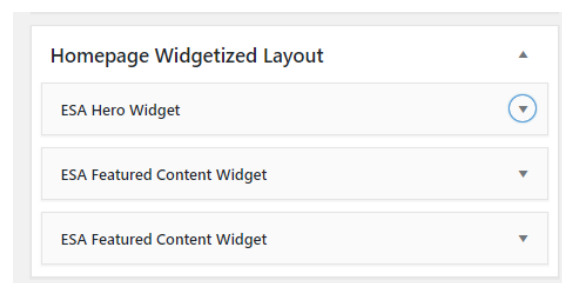 Homepage Widgetized Layout
ESA Hero Widget
ESA Featured Content Widget
ESA Featured Content Widget